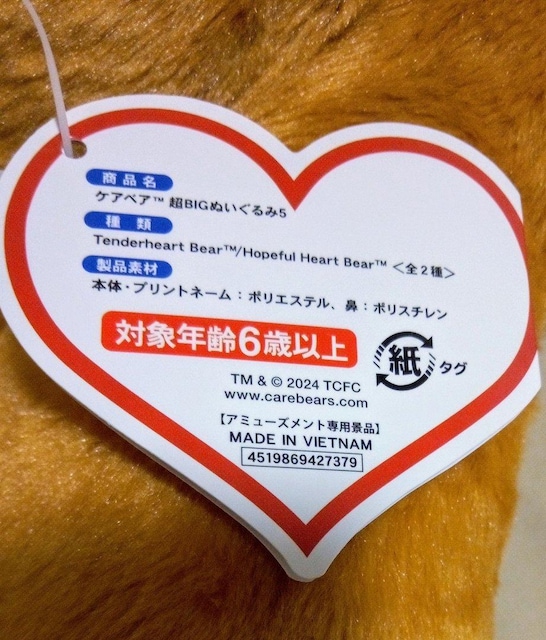 商品名
ケアベア™ 超BIGぬいぐるみ5
種類
Tenderheart Bear™/Hopeful Heart Bear™ <全2種>
製品素材
本体・プリントネーム：ポリエステル、鼻：ポリスチレン
対象年齢6歳以上
紙 タグ
TM & © 2024 TCFC
www.carebears.com
【アミューズメント専用景品】
MADE IN VIETNAM
4519869427379